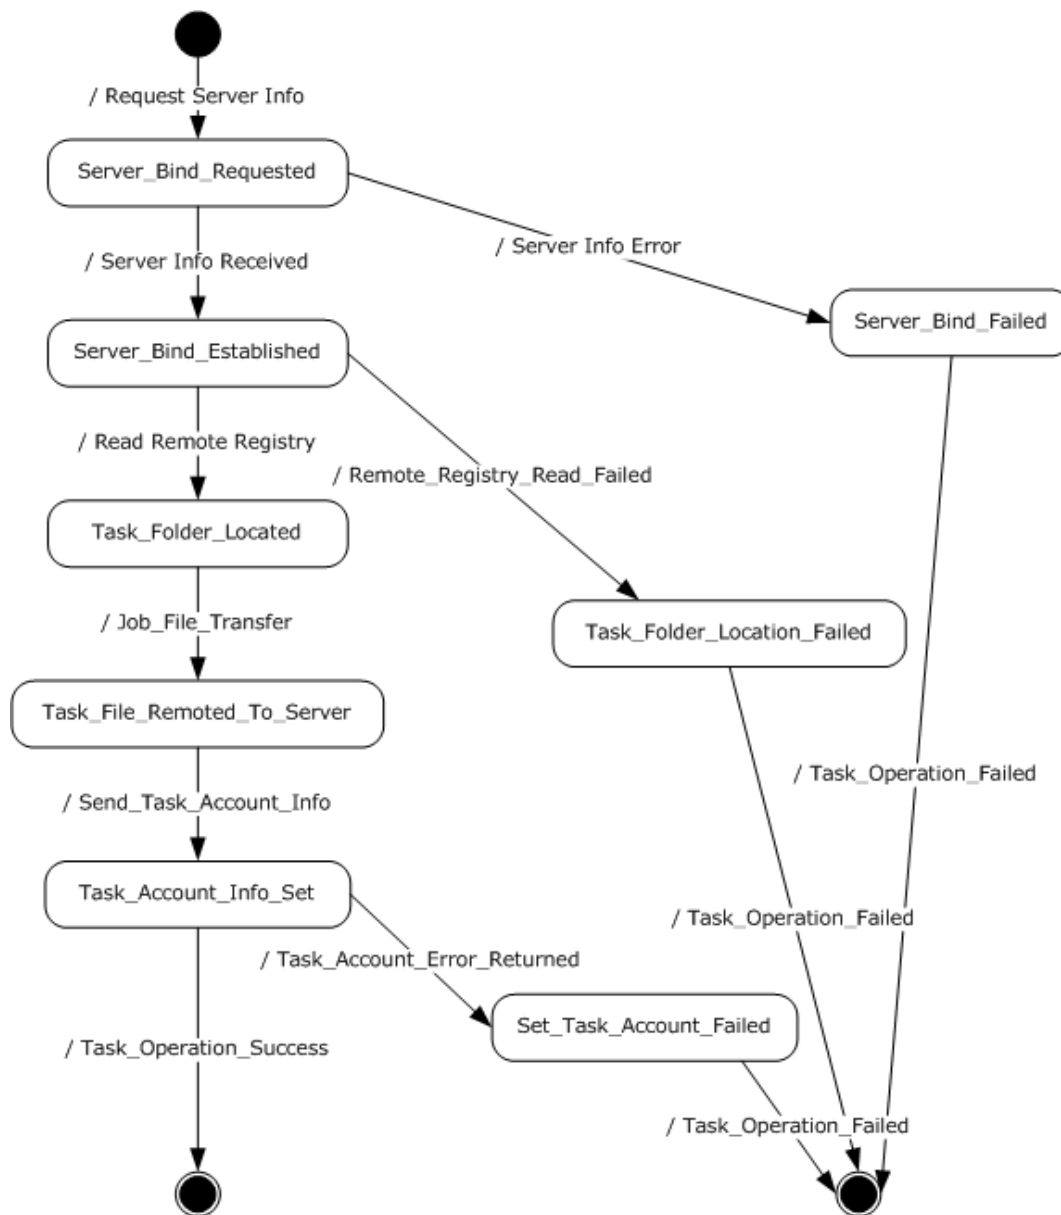 / Request Server Info
Server_Bind_Requested
/ Server Info Error
/ Server Info Received
Server_Bind_Failed
Server_Bind_Established
/ Read Remote Registry
/ Remote_Registry_Read_Failed
Task_Folder_Located
/ Job_File_Transfer
Task_Folder_Location_Failed
Task_File_Remoted_To_Server
/ Task_Operation_Failed
/ Send_Task_Account_Info
Task_Account_Info_Set
/ Task_Operation_Failed
/ Task_Account_Error_Returned
Set_Task_Account_Failed
/ Task_Operation_Success
/ Task_Operation_Failed